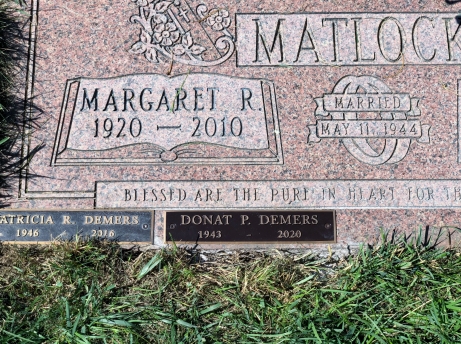 MATLOCK
MARGARET R.
1920 — 2010
MARRIED
MAY 11, 1944
BLESSED ARE THE PURE IN HEART FOR
R. DEMERS
1946 2016
DONAT P. DEMERS
1943 - 2020